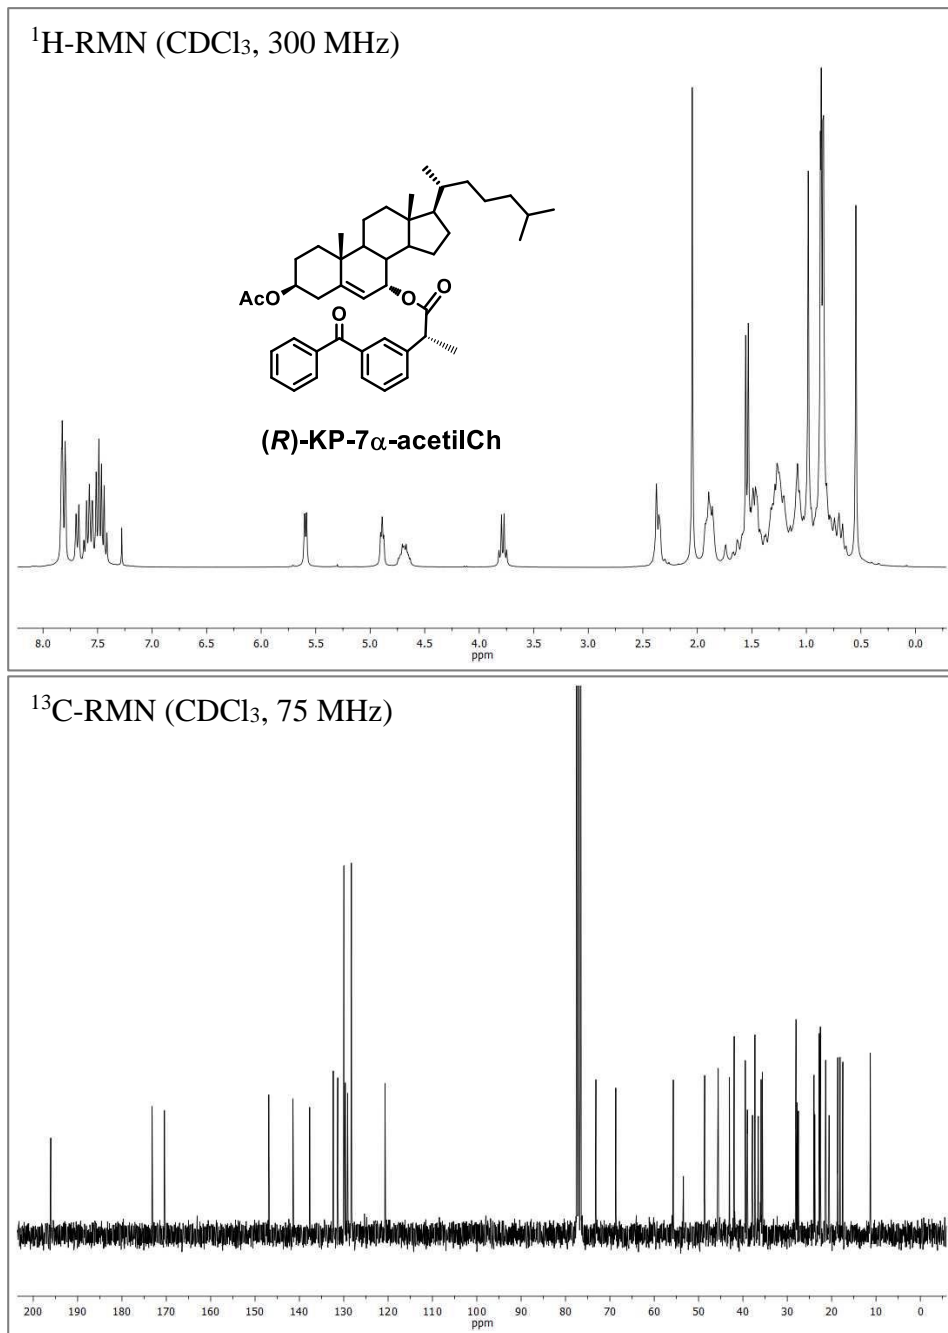 ¹H-RMN (CDCl₃, 300 MHz)
AcO
O
O
O
(R)-KP-7α-acetilCh
8.0 7.5 7.0 6.5 6.0 5.5 5.0 4.5 4.0 3.5 3.0 2.5 2.0 1.5 1.0 0.5 0.0
ppm
¹³C-RMN (CDCl₃, 75 MHz)
200 190 180 170 160 150 140 130 120 110 100 90 80 70 60 50 40 30 20 10 0
ppm